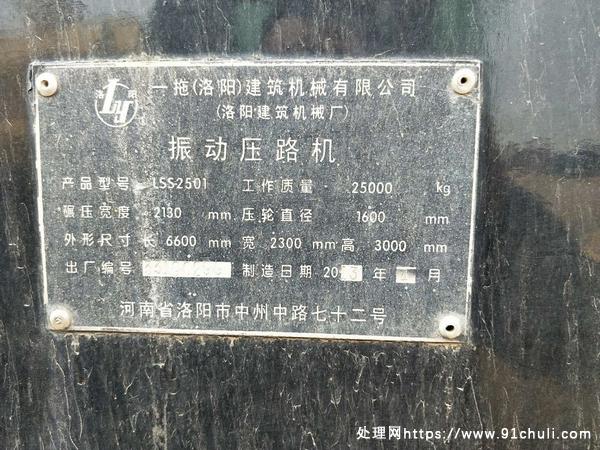 洛阳
LY
一拖(洛阳)建筑机械有限公司
(洛阳建筑机械厂)
振动压路机
产品型号 LSS2501 工作质量 25000 kg
碾压宽度 2130 mm 压轮直径 1600 mm
外形尺寸 长 6600 mm 宽 2300 mm 高 3000 mm
出厂编号 制造日期 20 年 月
河南省洛阳市中州中路七十二号
处理网https://www.91chuli.com